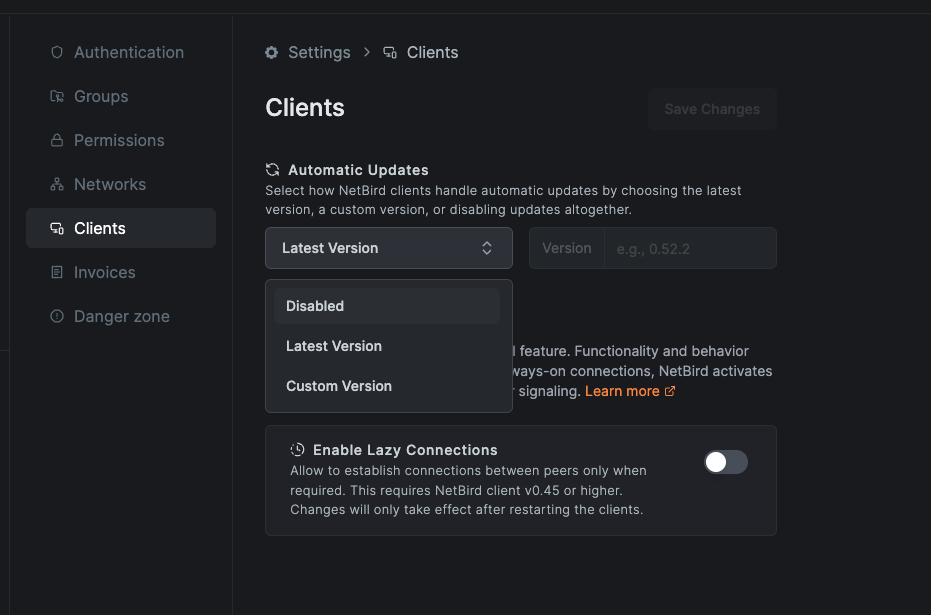 Authentication
Groups
Permissions
Networks
Clients
Invoices
Danger zone
Settings > Clients
Clients
Save Changes
Automatic Updates
Select how NetBird clients handle automatic updates by choosing the latest
version, a custom version, or disabling updates altogether.
Latest Version
Version e.g., 0.52.2
Disabled
Latest Version
Custom Version
feature. Functionality and behavior
ways-on connections, NetBird activates
signaling. Learn more
Enable Lazy Connections
Allow to establish connections between peers only when
required. This requires NetBird client v0.45 or higher.
Changes will only take effect after restarting the clients.